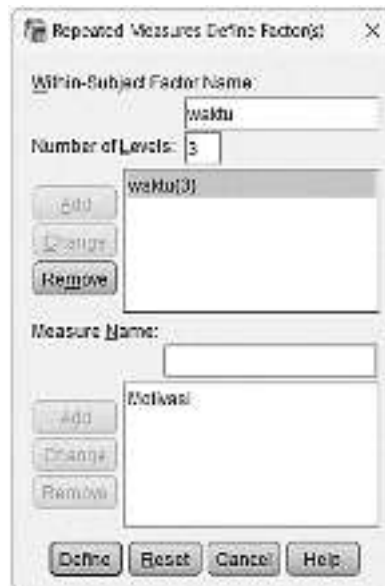 Repeated Measures Define Factor(s)
Within-Subject Factor Name:
waktu
Number of Levels: 3
Add
waktu(3)
Change
Remove
Measure Name:
Add
Motivasi
Change
Remove
Define Reset Cancel Help